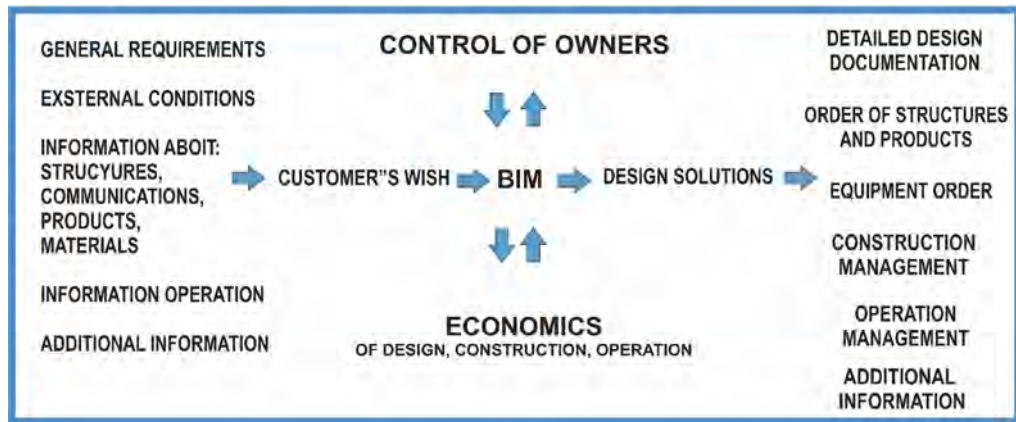 GENERAL REQUIREMENTS
EXSTERNAL CONDITIONS
INFORMATION ABOIT:
STRUCYURES,
COMMUNICATIONS,
PRODUCTS,
MATERIALS
INFORMATION OPERATION
ADDITIONAL INFORMATION
CUSTOMER"S WISH
CONTROL OF OWNERS
BIM
ECONOMICS
OF DESIGN, CONSTRUCTION, OPERATION
DESIGN SOLUTIONS
DETAILED DESIGN
DOCUMENTATION
ORDER OF STRUCTURES
AND PRODUCTS
EQUIPMENT ORDER
CONSTRUCTION
MANAGEMENT
OPERATION
MANAGEMENT
ADDITIONAL
INFORMATION